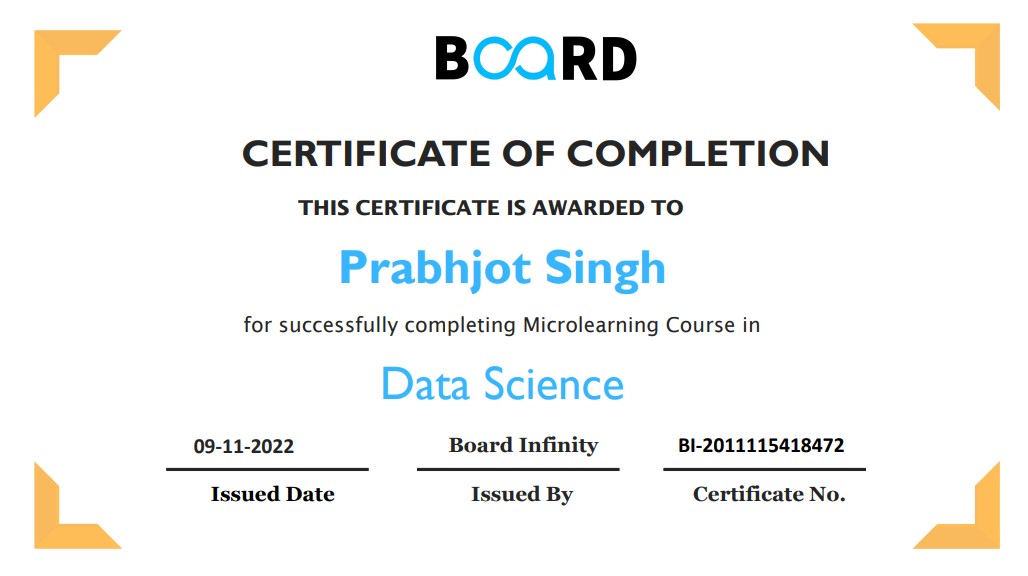 BOARD
CERTIFICATE OF COMPLETION
THIS CERTIFICATE IS AWARDED TO
Prabhjot Singh
for successfully completing Microlearning Course in
Data Science
09-11-2022 Board Infinity BI-2011115418472
Issued Date Issued By Certificate No.